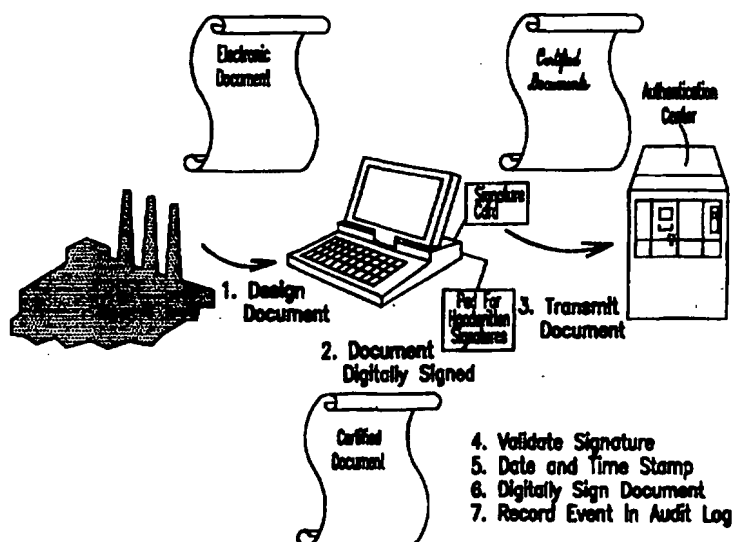 Electronic
Document
Certified
Documents
Authentication
Center
Signature
Card
1. Design
Document
Pad For
Handwritten
Signatures
3. Transmit
Document
2. Document
Digitally Signed
Certified
Document
4. Validate Signature
5. Date and Time Stamp
6. Digitally Sign Document
7. Record Event In Audit Log